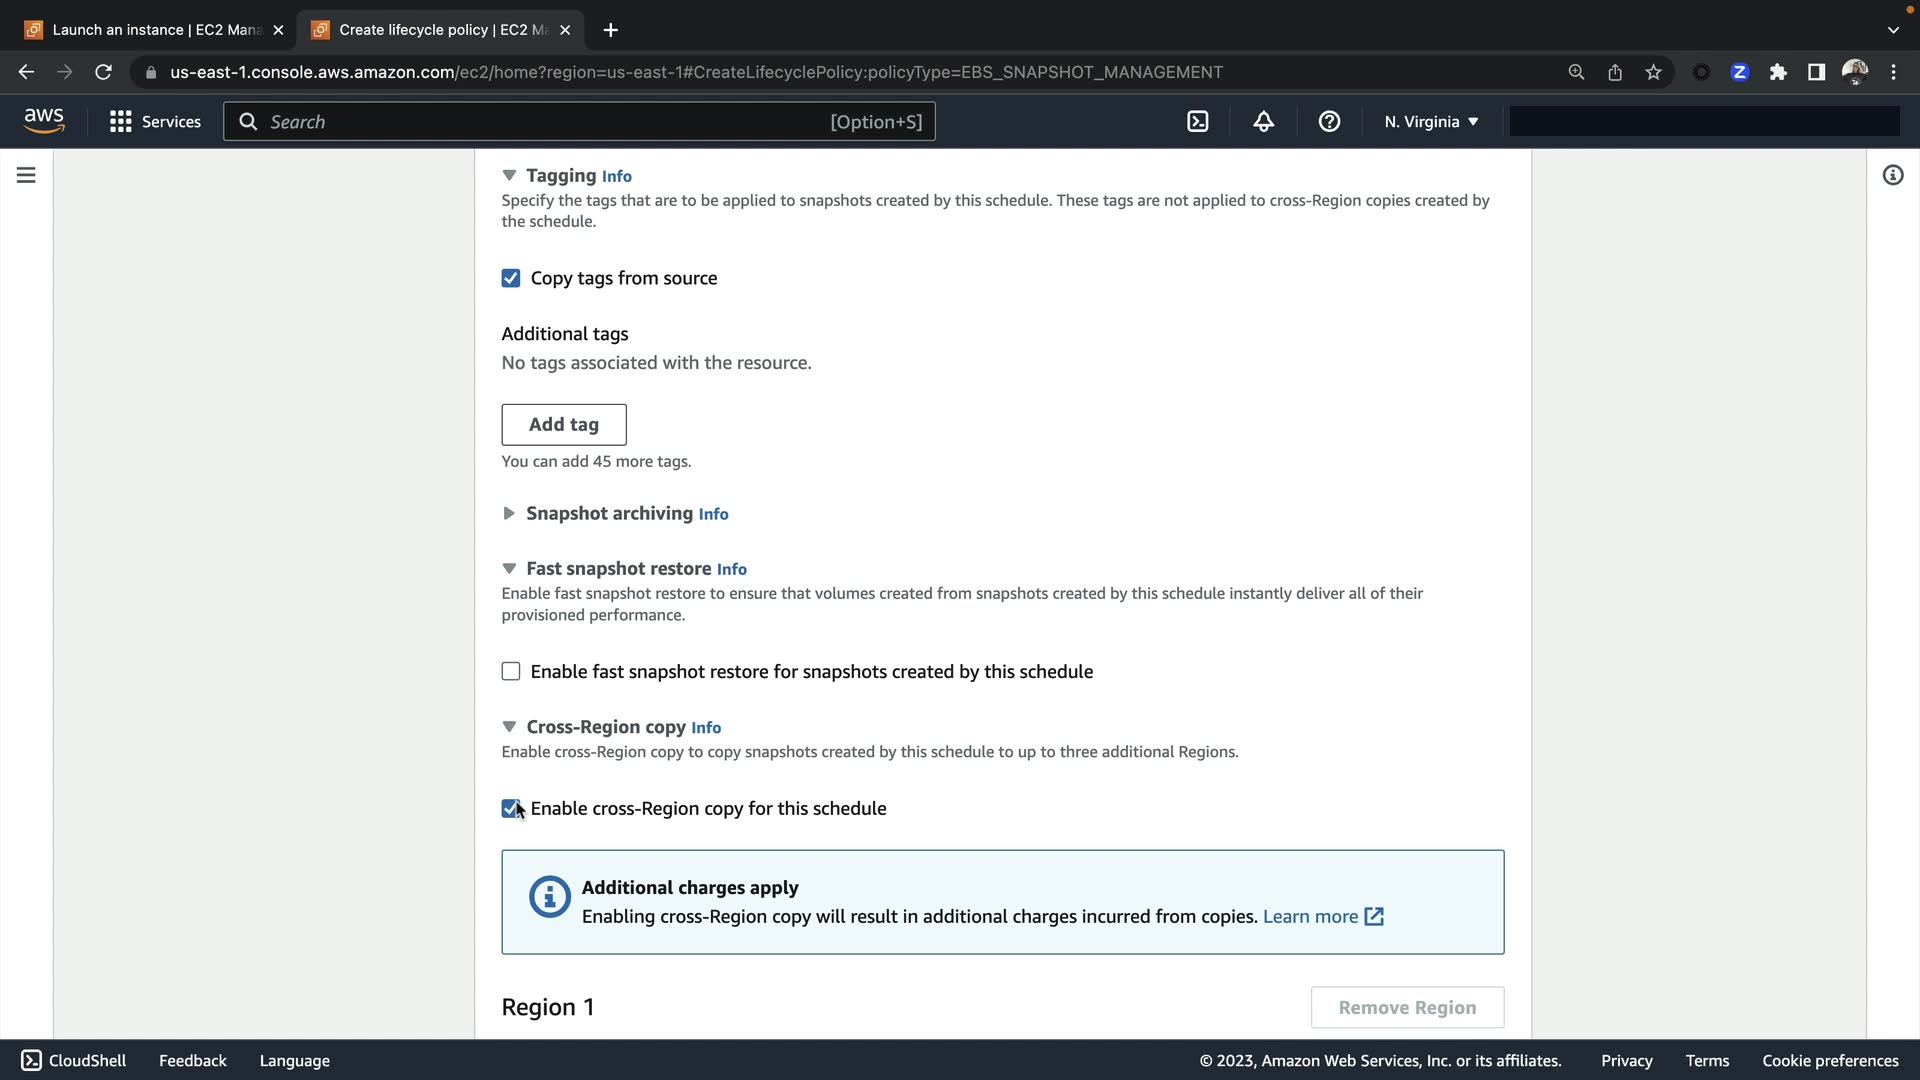 Launch an instance | EC2 Mana
Create lifecycle policy | EC2 Ma
us-east-1.console.aws.amazon.com/ec2/home?region=us-east-1#CreateLifecyclePolicy:policyType=EBS_SNAPSHOT_MANAGEMENT
Z
aws
Services
Search
[Option+S]
N. Virginia
Tagging Info
Specify the tags that are to be applied to snapshots created by this schedule. These tags are not applied to cross-Region copies created by
the schedule.
Copy tags from source
Additional tags
No tags associated with the resource.
Add tag
You can add 45 more tags.
Snapshot archiving Info
Fast snapshot restore Info
Enable fast snapshot restore to ensure that volumes created from snapshots created by this schedule instantly deliver all of their
provisioned performance.
Enable fast snapshot restore for snapshots created by this schedule
Cross-Region copy Info
Enable cross-Region copy to copy snapshots created by this schedule to up to three additional Regions.
Enable cross-Region copy for this schedule
Additional charges apply
Enabling cross-Region copy will result in additional charges incurred from copies. Learn more
Region 1
Remove Region
CloudShell
Feedback
Language
© 2023, Amazon Web Services, Inc. or its affiliates.
Privacy
Terms
Cookie preferences